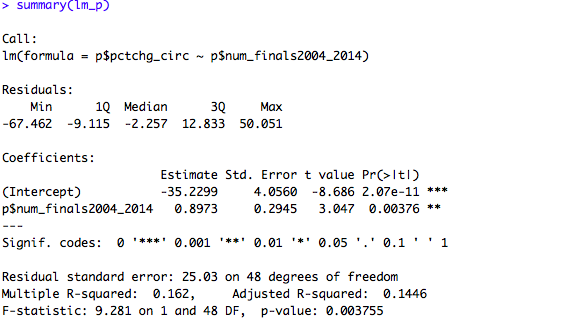 > summary(lm_p)
Call:
lm(formula = p$pctchg_circ ~ p$num_finals2004_2014)
Residuals:
    Min      1Q  Median      3Q     Max
-67.462  -9.115  -2.257  12.833  50.051
Coefficients:
                      Estimate Std. Error t value Pr(>|t|)
(Intercept)           -35.2299     4.0560  -8.686 2.07e-11 ***
p$num_finals2004_2014   0.8973     0.2945   3.047  0.00376 **
---
Signif. codes:  0 '***' 0.001 '**' 0.01 '*' 0.05 '.' 0.1 ' ' 1
Residual standard error: 25.03 on 48 degrees of freedom
Multiple R-squared:  0.162,	Adjusted R-squared:  0.1446
F-statistic: 9.281 on 1 and 48 DF,  p-value: 0.003755